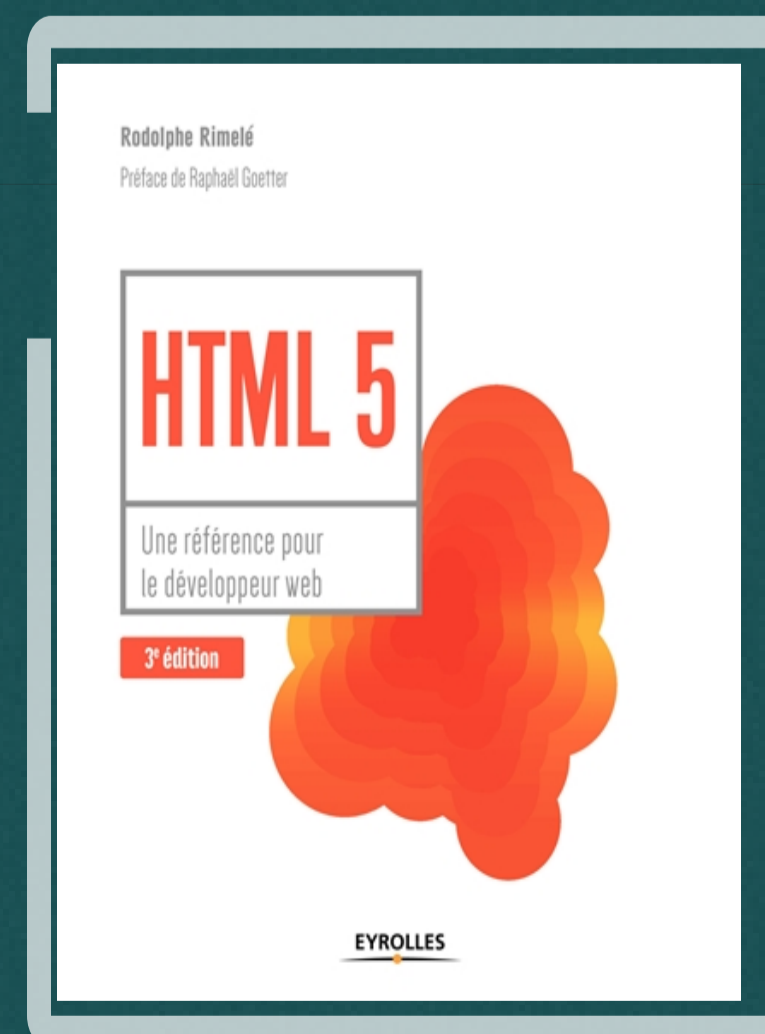 Rodolphe Rimelé
Préface de Raphaël Goetter
HTML 5
Une référence pour
le développeur web
3e édition
EYROLLES